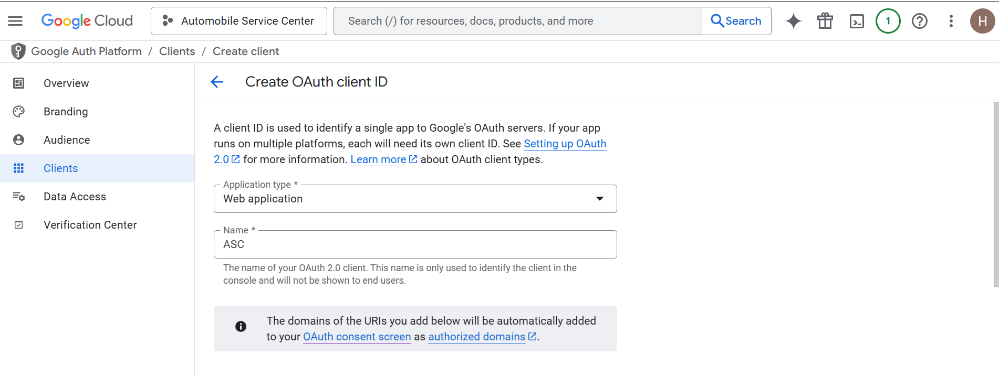 Google Cloud
Automobile Service Center
Search (/) for resources, docs, products, and more
Search
1
H
Google Auth Platform / Clients / Create client
Overview
Branding
Audience
Clients
Data Access
Verification Center
Create OAuth client ID
A client ID is used to identify a single app to Google's OAuth servers. If your app
runs on multiple platforms, each will need its own client ID. See Setting up OAuth
2.0 for more information. Learn more about OAuth client types.
Application type *
Web application
Name *
ASC
The name of your OAuth 2.0 client. This name is only used to identify the client in the
console and will not be shown to end users.
The domains of the URIs you add below will be automatically added
to your OAuth consent screen as authorized domains.